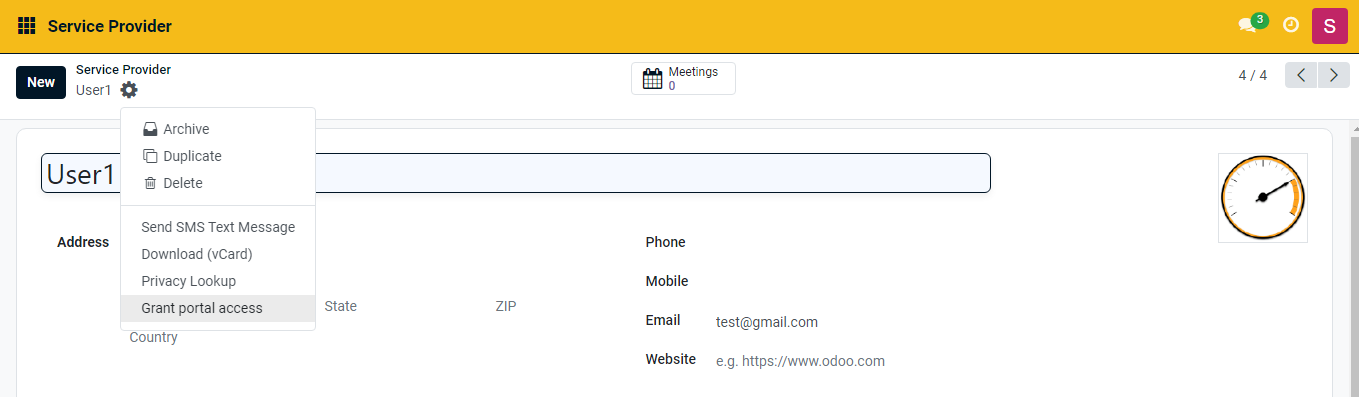 Service Provider
3
S
New
Service Provider
User1
Meetings
0
4 / 4
Archive
Duplicate
Delete
Send SMS Text Message
Download (vCard)
Privacy Lookup
Grant portal access
User1
Address
State
ZIP
Country
Phone
Mobile
Email
test@gmail.com
Website
e.g. https://www.odoo.com